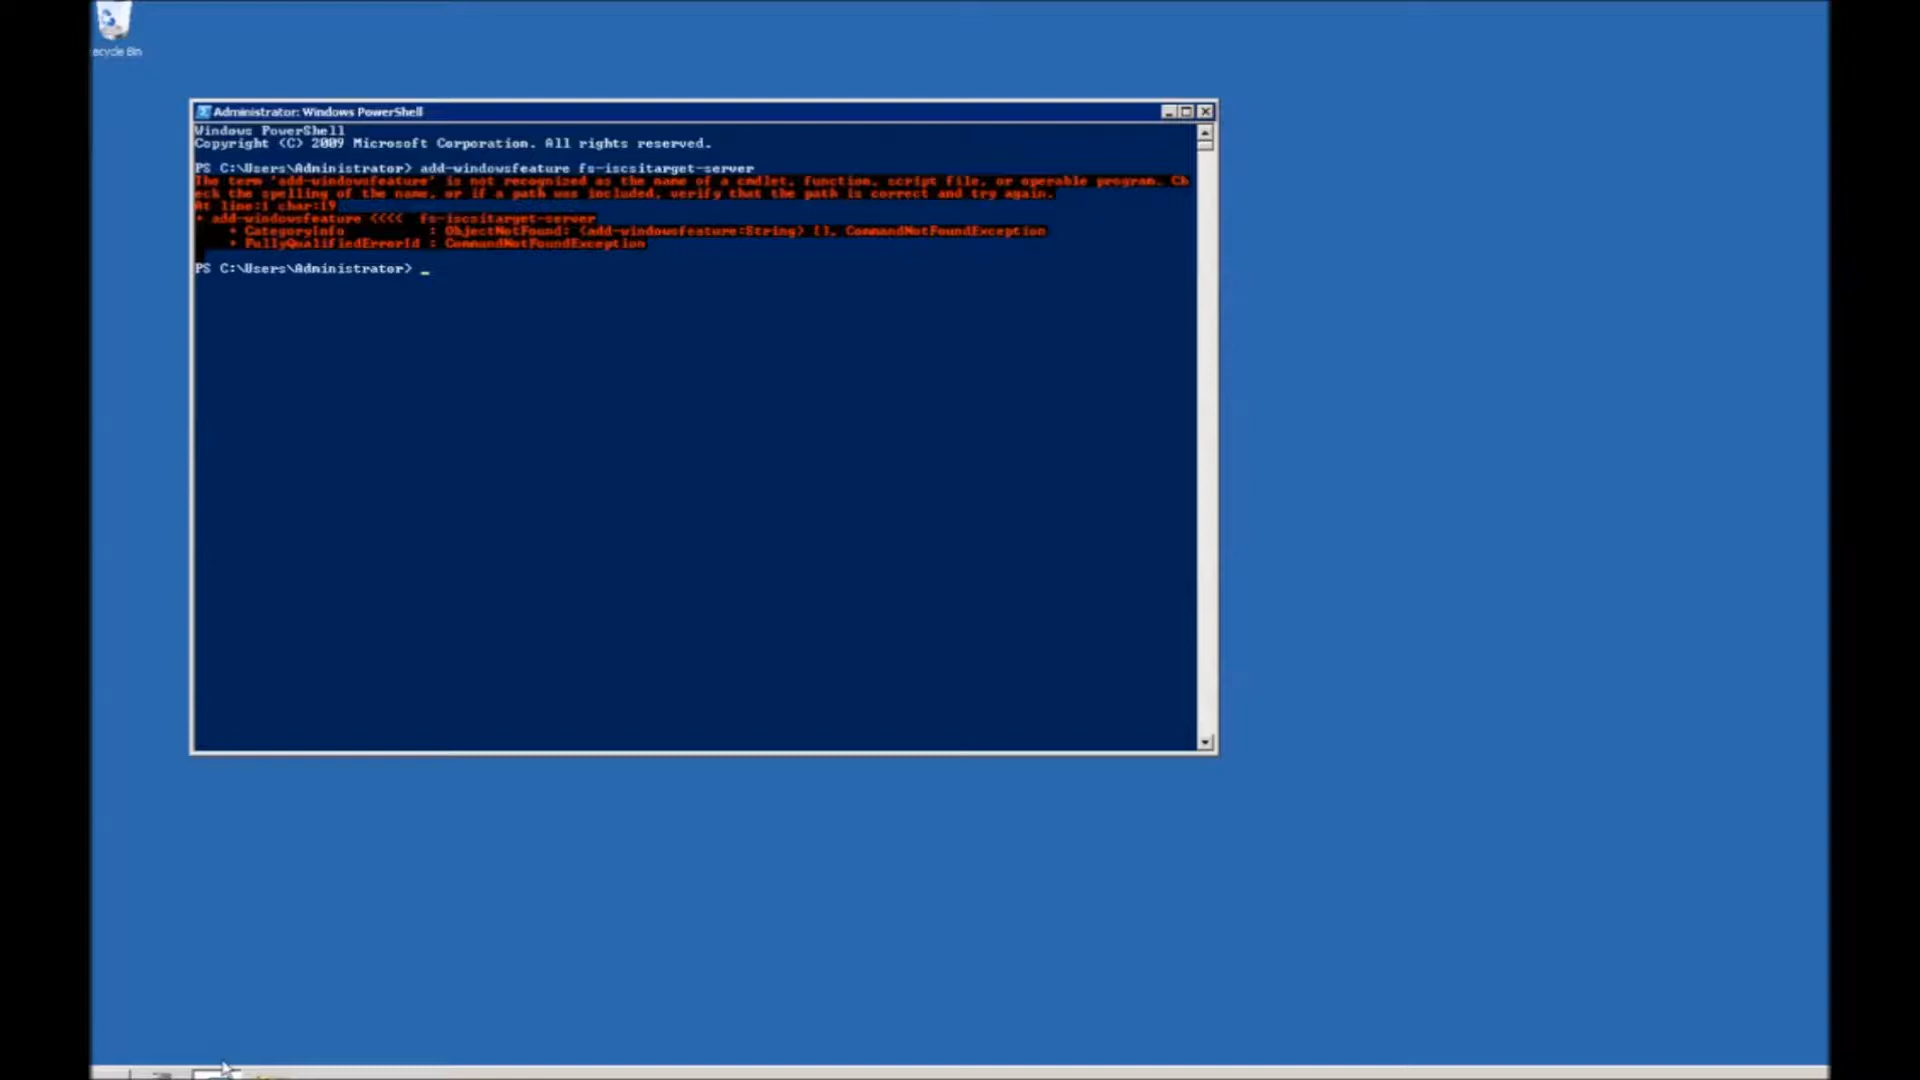 ecycle Bin
Administrator: Windows PowerShell
Windows PowerShell
Copyright (C) 2009 Microsoft Corporation. All rights reserved.
PS C:\Users\Administrator> add-windowsfeature fs-iscsitarget-server
The term 'add-windowsfeature' is not recognized as the name of a cmdlet, function, script file, or operable program. Ch
eck the spelling of the name, or if a path was included, verify that the path is correct and try again.
At line:1 char:19
+ add-windowsfeature <<<<  fs-iscsitarget-server
    + CategoryInfo          : ObjectNotFound: (add-windowsfeature:String) [], CommandNotFoundException
    + FullyQualifiedErrorId : CommandNotFoundException
PS C:\Users\Administrator> _